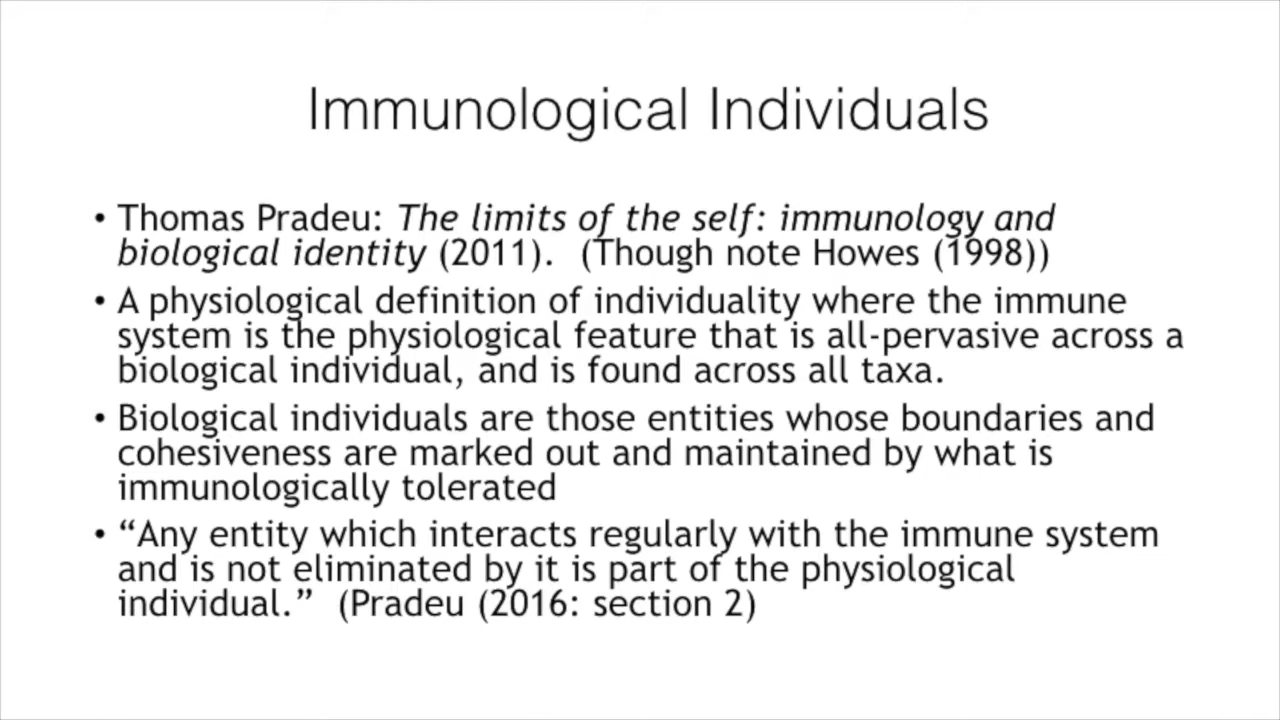 Immunological Individuals
• Thomas Pradeu: The limits of the self: immunology and
biological identity (2011). (Though note Howes (1998))
• A physiological definition of individuality where the immune
system is the physiological feature that is all-pervasive across a
biological individual, and is found across all taxa.
• Biological individuals are those entities whose boundaries and
cohesiveness are marked out and maintained by what is
immunologically tolerated
• “Any entity which interacts regularly with the immune system
and is not eliminated by it is part of the physiological
individual.” (Pradeu (2016: section 2)